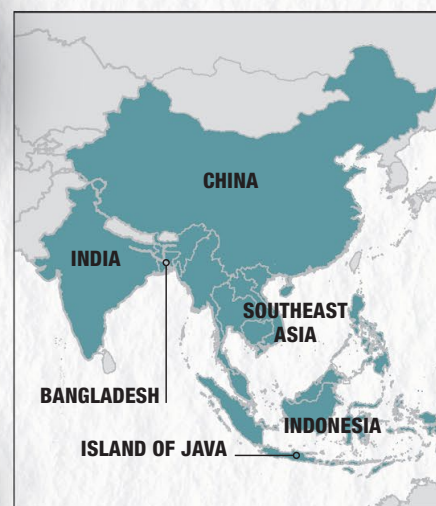 CHINA
INDIA
SOUTHEAST
ASIA
BANGLADESH
INDONESIA
ISLAND OF JAVA